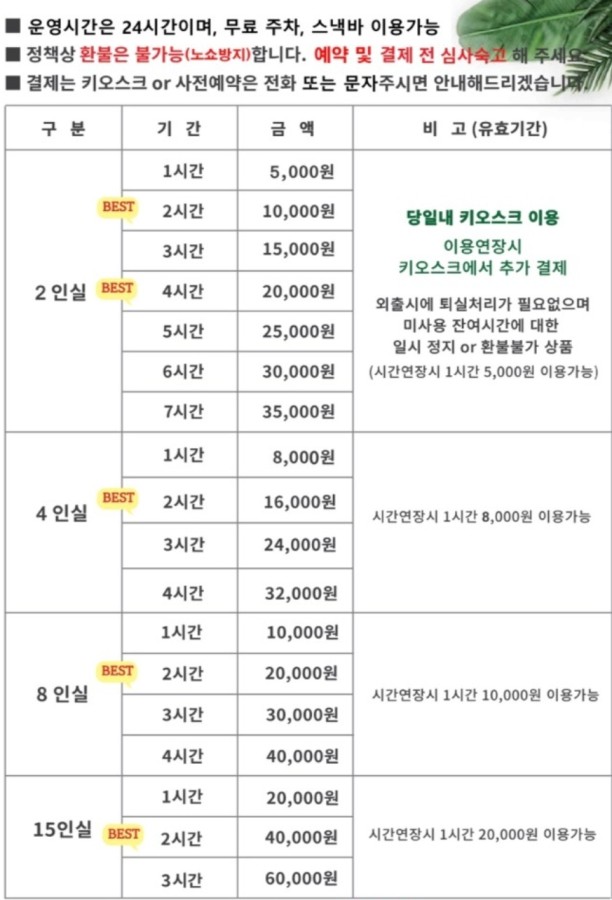 ■ 운영시간은 24시간이며, 무료 주차, 스낵바 이용가능
■ 정책상 환불은 불가능(노쇼방지)합니다. 예약 및 결제 전 심사숙고 해 주세요
■ 결제는 키오스크 or 사전예약은 전화 또는 문자주시면 안내해드리겠습니다.
구 분 기 간 금 액 비 고 (유효기간)
2 인실
1시간 5,000원
BEST 2시간 10,000원
3시간 15,000원
BEST 4시간 20,000원
5시간 25,000원
6시간 30,000원
7시간 35,000원
당일내 키오스크 이용
이용연장시
키오스크에서 추가 결제
외출시에 퇴실처리가 필요없으며
미사용 잔여시간에 대한
일시 정지 or 환불불가 상품
(시간연장시 1시간 5,000원 이용가능)
4 인실
1시간 8,000원
BEST 2시간 16,000원
3시간 24,000원
4시간 32,000원
시간연장시 1시간 8,000원 이용가능
8 인실
1시간 10,000원
BEST 2시간 20,000원
3시간 30,000원
4시간 40,000원
시간연장시 1시간 10,000원 이용가능
15인실
1시간 20,000원
BEST 2시간 40,000원
3시간 60,000원
시간연장시 1시간 20,000원 이용가능